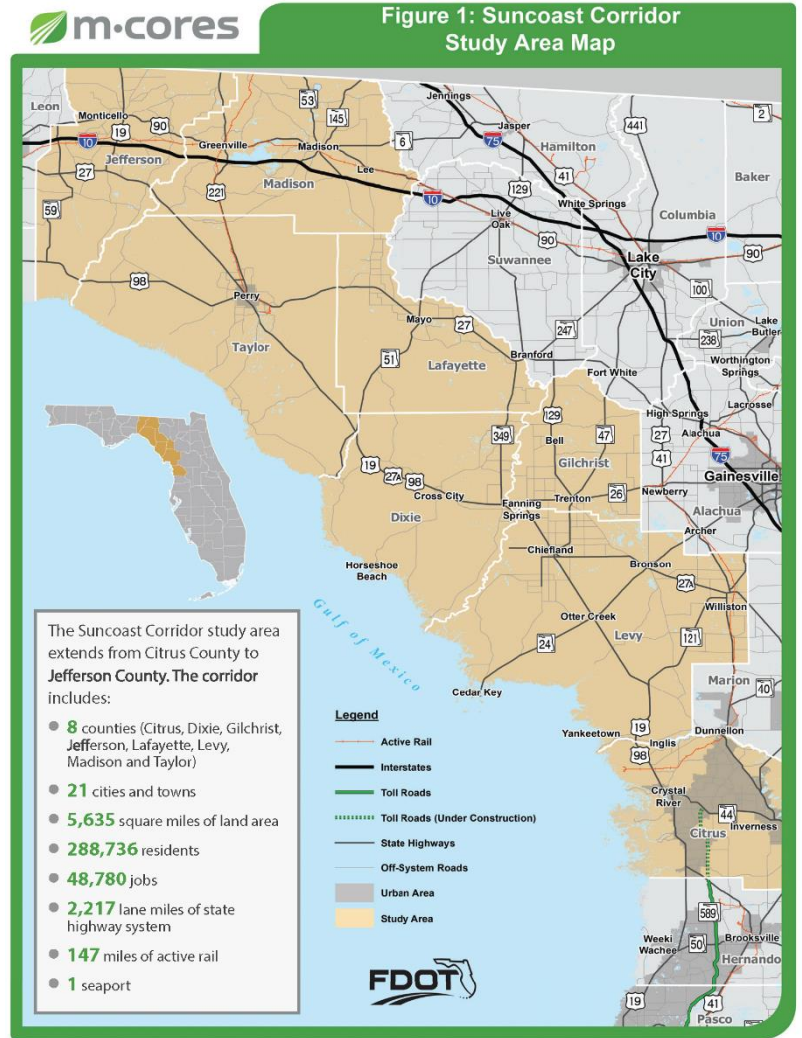 m·cores
Figure 1: Suncoast Corridor
Study Area Map
Leon
Monticello
19
90
10
Jefferson
27
59
Greenville
221
53
145
Madison
Madison
Lee
6
10
Jennings
75
Jasper
Hamilton
41
441
2
Baker
129
White Springs
Live
Oak
90
Suwannee
Columbia
10
Lake
City
90
100
98
Perry
Taylor
Mayo
27
51
Lafayette
Branford
247
Fort White
Union
238
Lake
Butler
Worthington
Springs
129
Bell
47
349
Gilchrist
High Springs
27
41
Lacrosse
Alachua
75
Gainesville
Alachua
19
27A
98
Cross City
Dixie
Fanning
Springs
Trenton
26
Newberry
Archer
Chiefland
Bronson
27A
Horseshoe
Beach
Otter Creek
Williston
24
Levy
121
Gulf of Mexico
Cedar Key
Marion
40
Yankeetown
19
98
Inglis
Dunnellon
Crystal
River
44
Inverness
Citrus
589
Weeki
Wachee
50
Brooksville
Hernando
19
41
Pasco
The Suncoast Corridor study area
extends from Citrus County to
Jefferson County. The corridor
includes:
8 counties (Citrus, Dixie, Gilchrist,
Jefferson, Lafayette, Levy,
Madison and Taylor)
21 cities and towns
5,635 square miles of land area
288,736 residents
48,780 jobs
2,217 lane miles of state
highway system
147 miles of active rail
1 seaport
Legend
Active Rail
Interstates
Toll Roads
Toll Roads (Under Construction)
State Highways
Off-System Roads
Urban Area
Study Area
FDOT